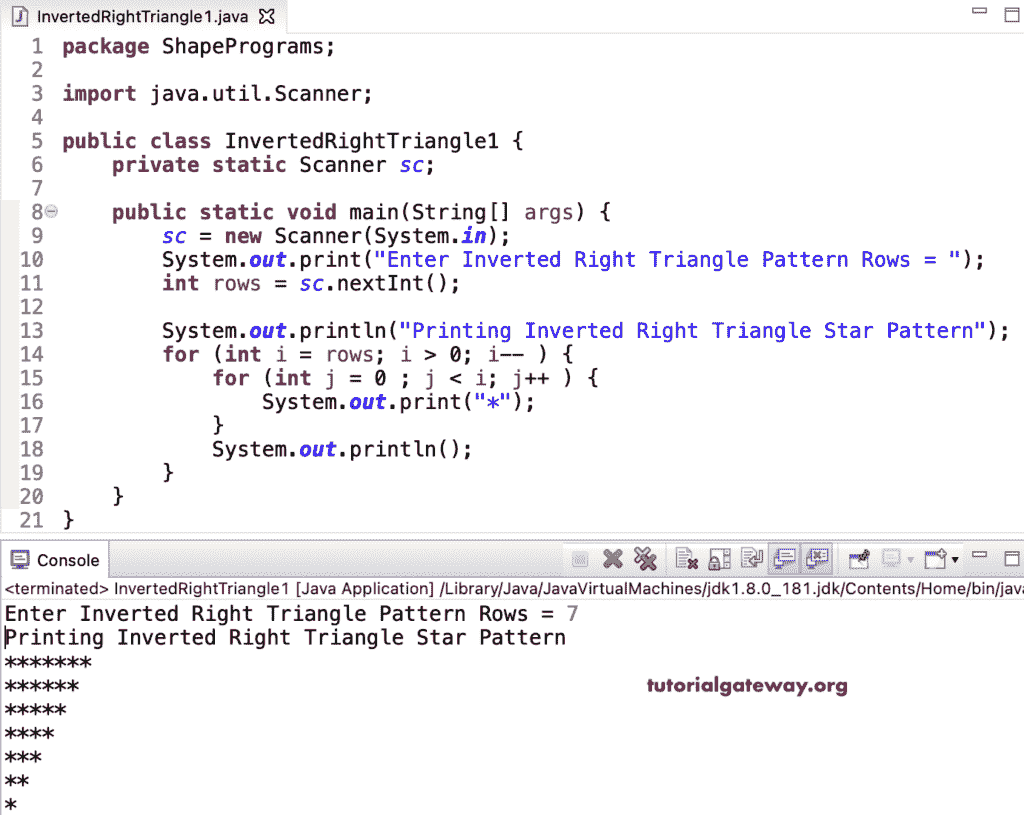 InvertedRightTriangle1.java
1 package ShapePrograms;
2
3 import java.util.Scanner;
4
5 public class InvertedRightTriangle1 {
6     private static Scanner sc;
7
8     public static void main(String[] args) {
9         sc = new Scanner(System.in);
10         System.out.print("Enter Inverted Right Triangle Pattern Rows = ");
11         int rows = sc.nextInt();
12
13         System.out.println("Printing Inverted Right Triangle Star Pattern");
14         for (int i = rows; i > 0; i-- ) {
15             for (int j = 0 ; j < i; j++ ) {
16                 System.out.print("*");
17             }
18             System.out.println();
19         }
20     }
21 }
Console
<terminated> InvertedRightTriangle1 [Java Application] /Library/Java/JavaVirtualMachines/jdk1.8.0_181.jdk/Contents/Home/bin/java
Enter Inverted Right Triangle Pattern Rows = 7
Printing Inverted Right Triangle Star Pattern
*******
******
tutorialgateway.org
*****
****
***
**
*